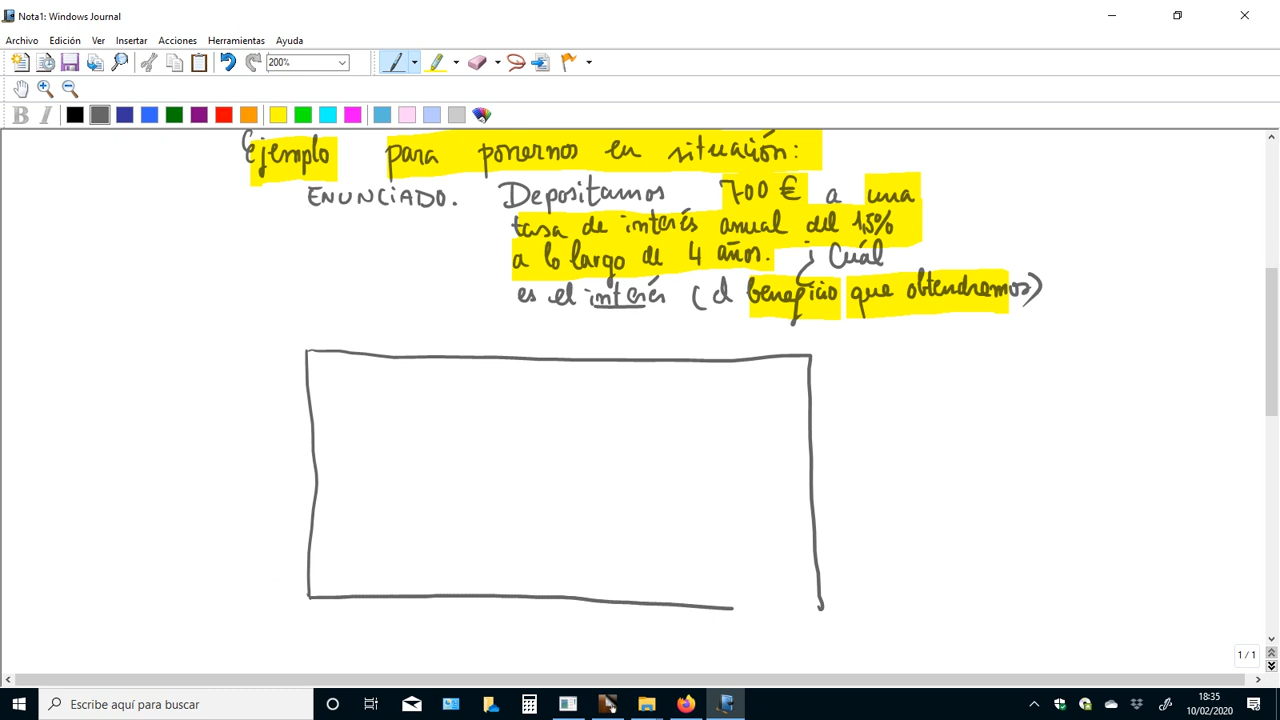 Nota1: Windows Journal
Archivo Edición Ver Insertar Acciones Herramientas Ayuda
200%
B I
Ejemplo para ponernos en situación:
ENUNCIADO. Depositamos 700 € a una
tasa de interés anual del 1,5%
a lo largo de 4 años. ¿Cuál
es el interés (el beneficio que obtendremos)
1 / 1
Escribe aquí para buscar
18:35
10/02/2020